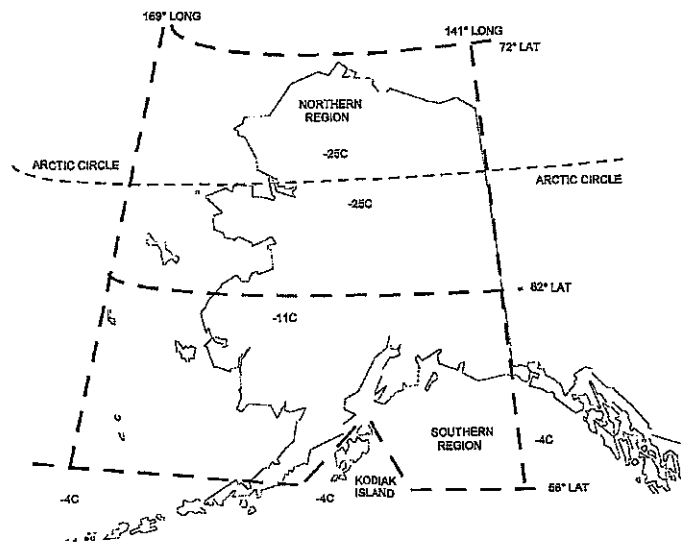 169° LONG
141° LONG
72° LAT
NORTHERN
REGION
-25C
ARCTIC CIRCLE
ARCTIC CIRCLE
-25C
62° LAT
-11C
SOUTHERN
REGION
-4C
-4C
-4C
KODIAK
ISLAND
56° LAT